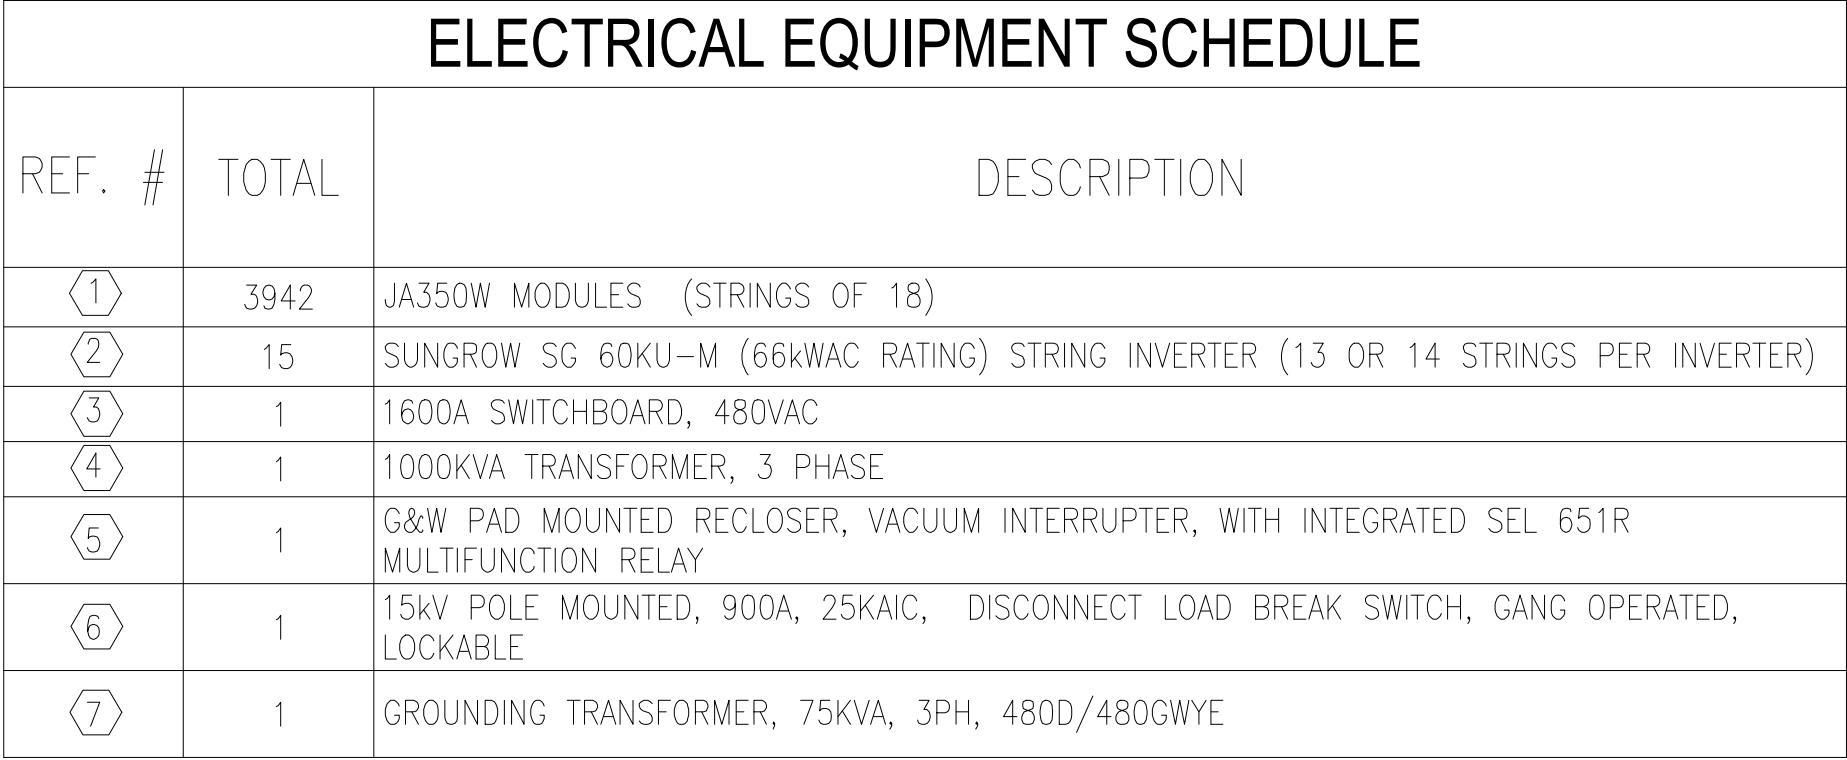 ELECTRICAL EQUIPMENT SCHEDULE
REF. # TOTAL DESCRIPTION
1 3942 JA350W MODULES (STRINGS OF 18)
2 15 SUNGROW SG 60KU-M (66kWAC RATING) STRING INVERTER (13 OR 14 STRINGS PER INVERTER)
3 1 1600A SWITCHBOARD, 480VAC
4 1 1000KVA TRANSFORMER, 3 PHASE
5 1 G&W PAD MOUNTED RECLOSER, VACUUM INTERRUPTER, WITH INTEGRATED SEL 651R
MULTIFUNCTION RELAY
6 1 15kV POLE MOUNTED, 900A, 25KAIC, DISCONNECT LOAD BREAK SWITCH, GANG OPERATED,
LOCKABLE
7 1 GROUNDING TRANSFORMER, 75KVA, 3PH, 480D/480GWYE